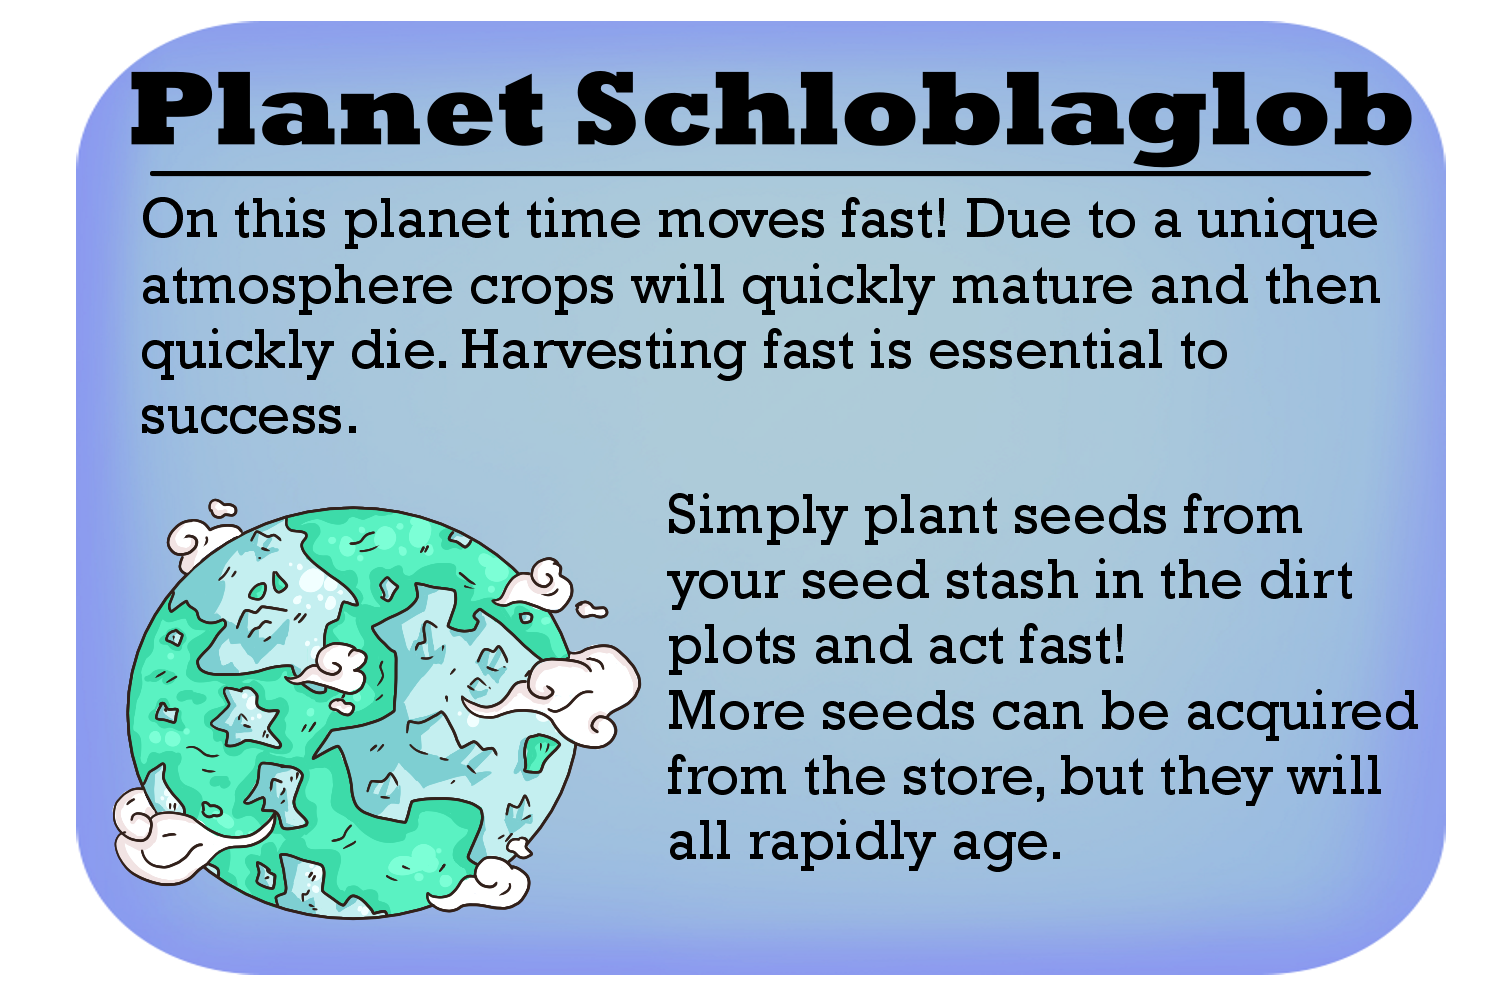 Planet Schloblaglob
On this planet time moves fast! Due to a unique
atmosphere crops will quickly mature and then
quickly die. Harvesting fast is essential to
success.
Simply plant seeds from
your seed stash in the dirt
plots and act fast!
More seeds can be acquired
from the store, but they will
all rapidly age.